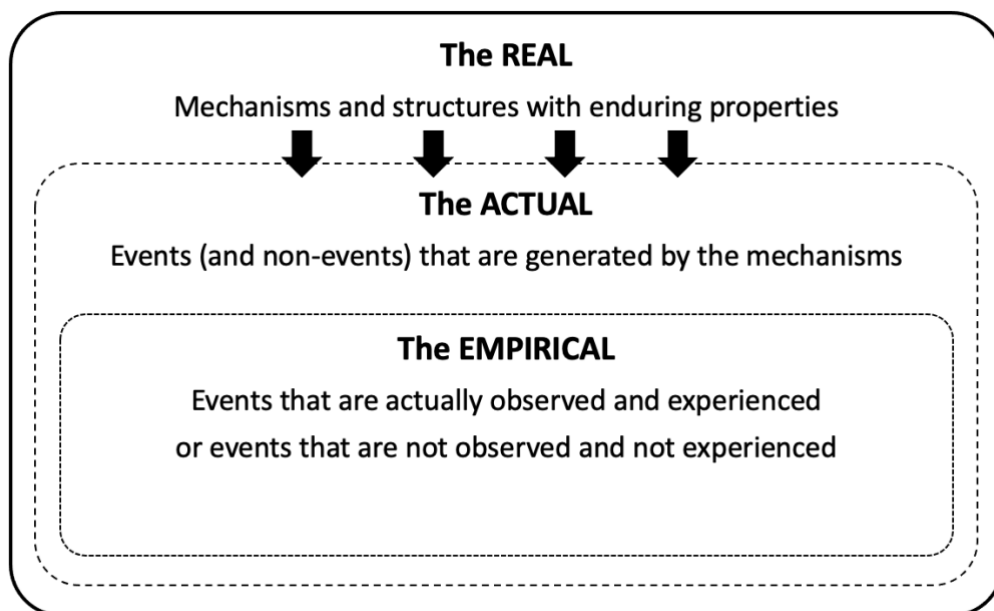 The REAL
Mechanisms and structures with enduring properties
The ACTUAL
Events (and non-events) that are generated by the mechanisms
The EMPIRICAL
Events that are actually observed and experienced
or events that are not observed and not experienced